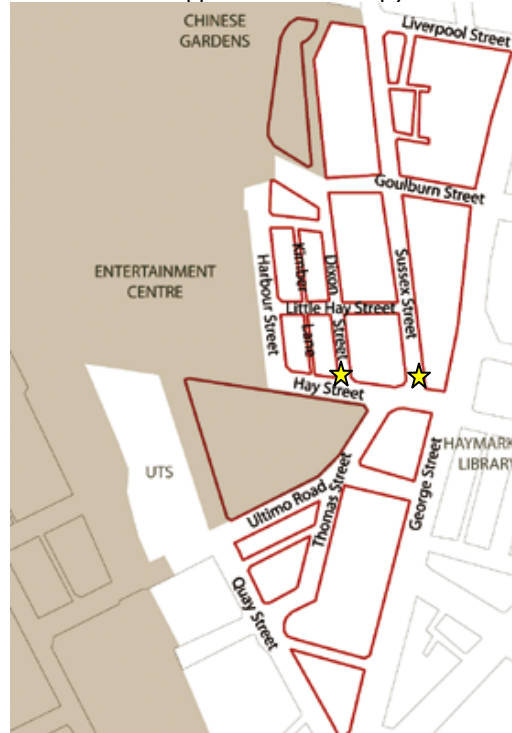 CHINESE
GARDENS
Liverpool Street
Goulburn Street
ENTERTAINMENT
CENTRE
Harbour Street
Kimber
Lane
Dixon
Street
Sussex Street
Little Hay Street
Hay Street
HAYMARK
LIBRARY
George Street
UTS
Ultimo Road
Thomas Street
Quay Street